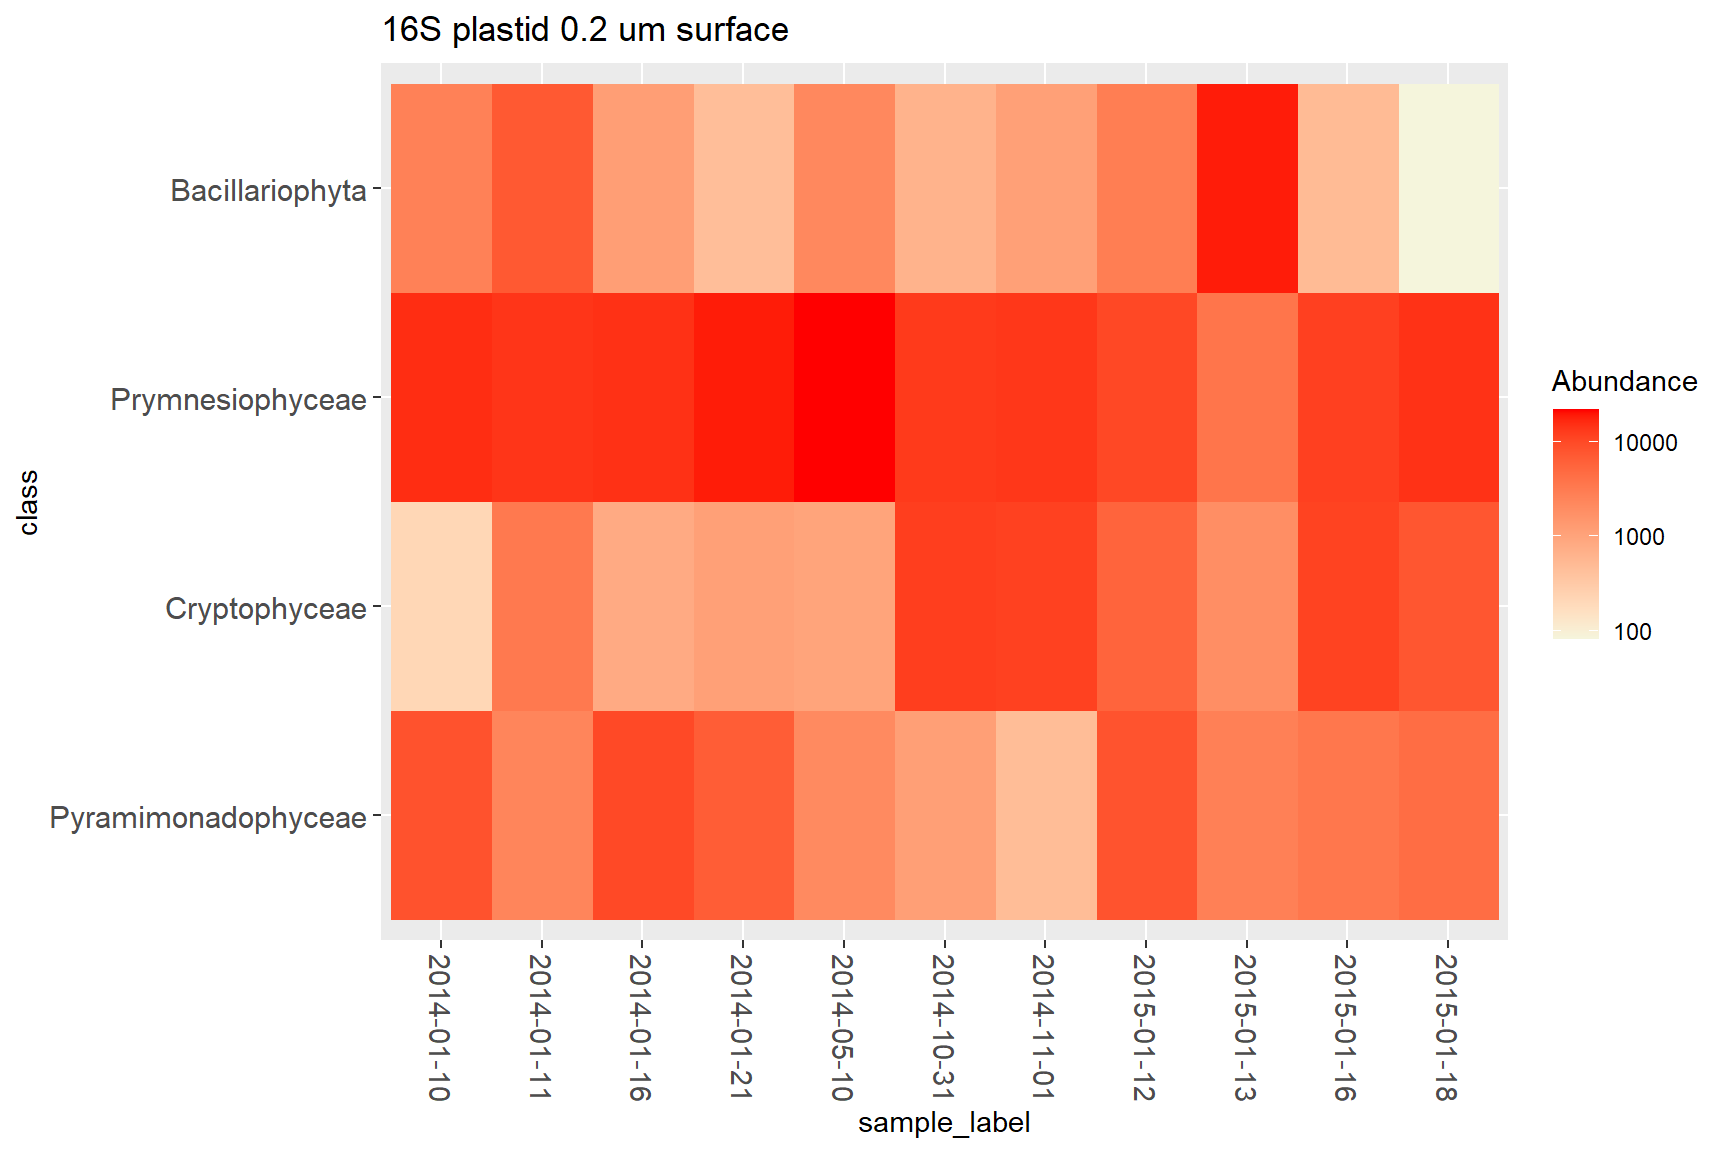 16S plastid 0.2 um surface
Bacillariophyta
Prymnesiophyceae
Cryptophyceae
Pyramimonadophyceae
class
Abundance
10000
1000
100
2014-01-10
2014-01-11
2014-01-16
2014-01-21
2014-05-10
2014-10-31
2014-11-01
2015-01-12
2015-01-13
2015-01-16
2015-01-18
sample_label